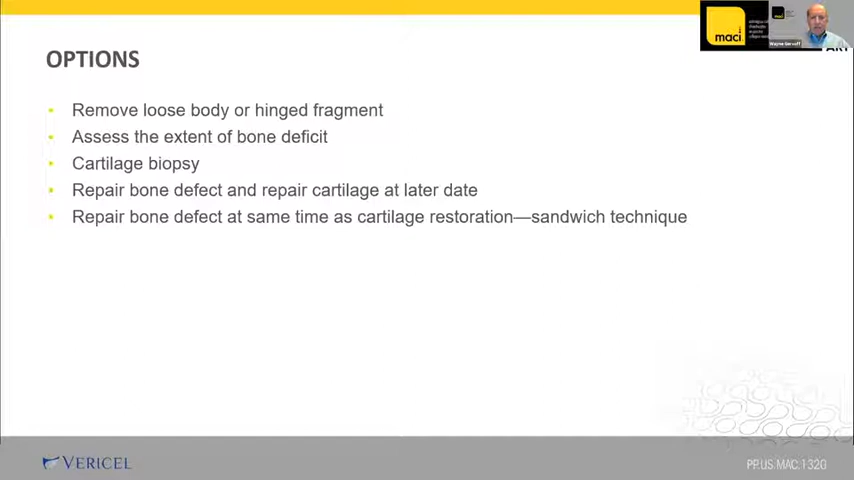 OPTIONS
Remove loose body or hinged fragment
Assess the extent of bone deficit
Cartilage biopsy
Repair bone defect and repair cartilage at later date
Repair bone defect at same time as cartilage restoration—sandwich technique
maci
VERICEL
PP.US.MAC.1320